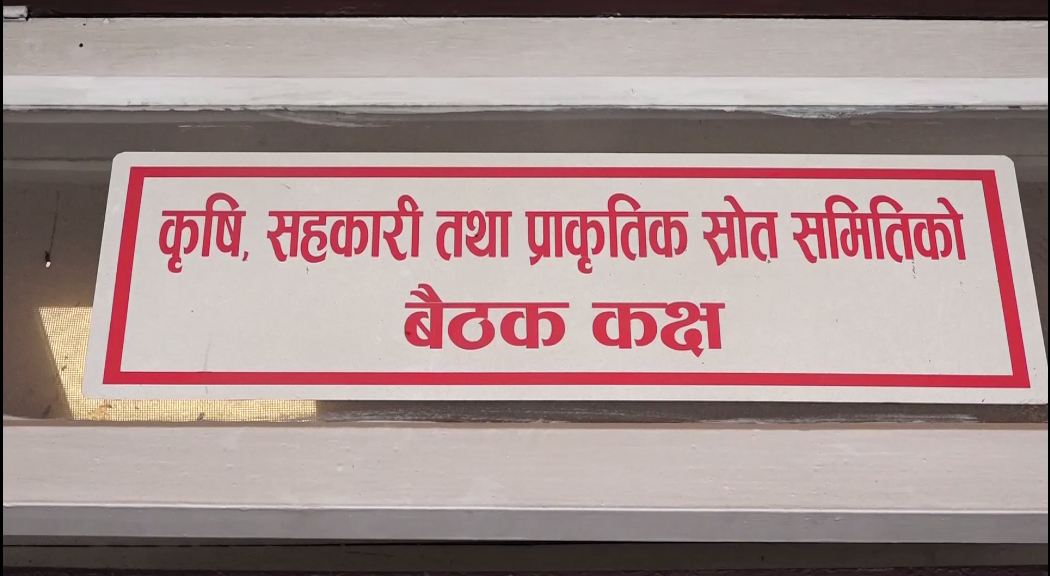 कृषि, सहकारी तथा प्राकृतिक स्रोत समितिको
बैठक कक्ष